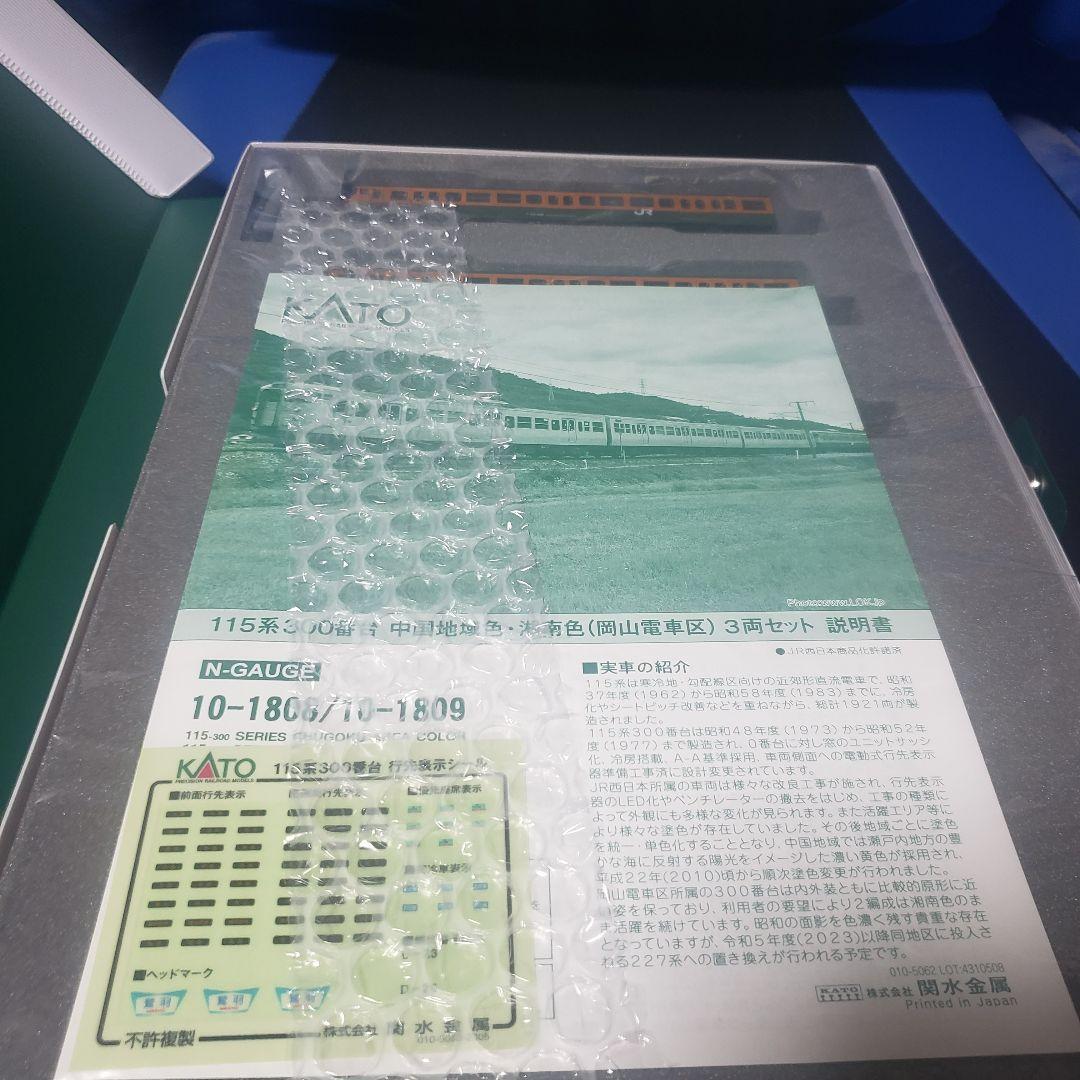 JR
KATO
Photo:www.LOK.jp
115系300番台 中国地域色・湘南色(岡山電車区) 3両セット 説明書
●JR西日本商品化許諾済
N-GAUGE
10-1808/10-1809
115-300 SERIES CHUGOKU AREA COLOR
■実車の紹介
115系は寒冷地・勾配線区向けの近郊形直流電車で、昭和
37年度(1962)から昭和58年度(1983)までに、冷房
化やシートピッチ改善などを重ねながら、総計1921両が製
造されました。
115系300番台は昭和48年度(1973)から昭和52年
度(1977)まで製造され、0番台に対し窓のユニットサッシ
化、冷房搭載、A-A基準採用、車両側面への電動式行先表示
器準備工事済に設計変更されています。
JR西日本所属の車両は様々な改良工事が施され、行先表示
器のLED化やベンチレーターの撤去をはじめ、工事の種類に
よって外観にも多様な変化が見られます。また活躍エリア等に
より様々な塗色が存在していました。その後地域ごとに塗色
を統一・単色化することとなり、中国地域では瀬戸内地方の豊
かな海に反射する陽光をイメージした濃い黄色が採用され、
平成22年(2010)頃から順次塗色変更が行われました。
岡山電車区所属の300番台は内外装ともに比較的原形に近
い姿を保っており、利用者の要望により2編成は湘南色のま
ま活躍を続けています。昭和の面影を色濃く残す貴重な存在
となっていますが、令和5年度(2023)以降同地区に投入さ
れる227系への置き換えが行われる予定です。
010-5062 LOT:4310508
KATO 株式会社 関水金属
Printed in Japan
KATO
PRECISION RAILROAD MODELS
115系300番台 行先表示シール
■前面行先表示
■優先座席表示
■ヘッドマーク
鷲羽 鷲羽 鷲羽
不許複製
株式会社 関水金属